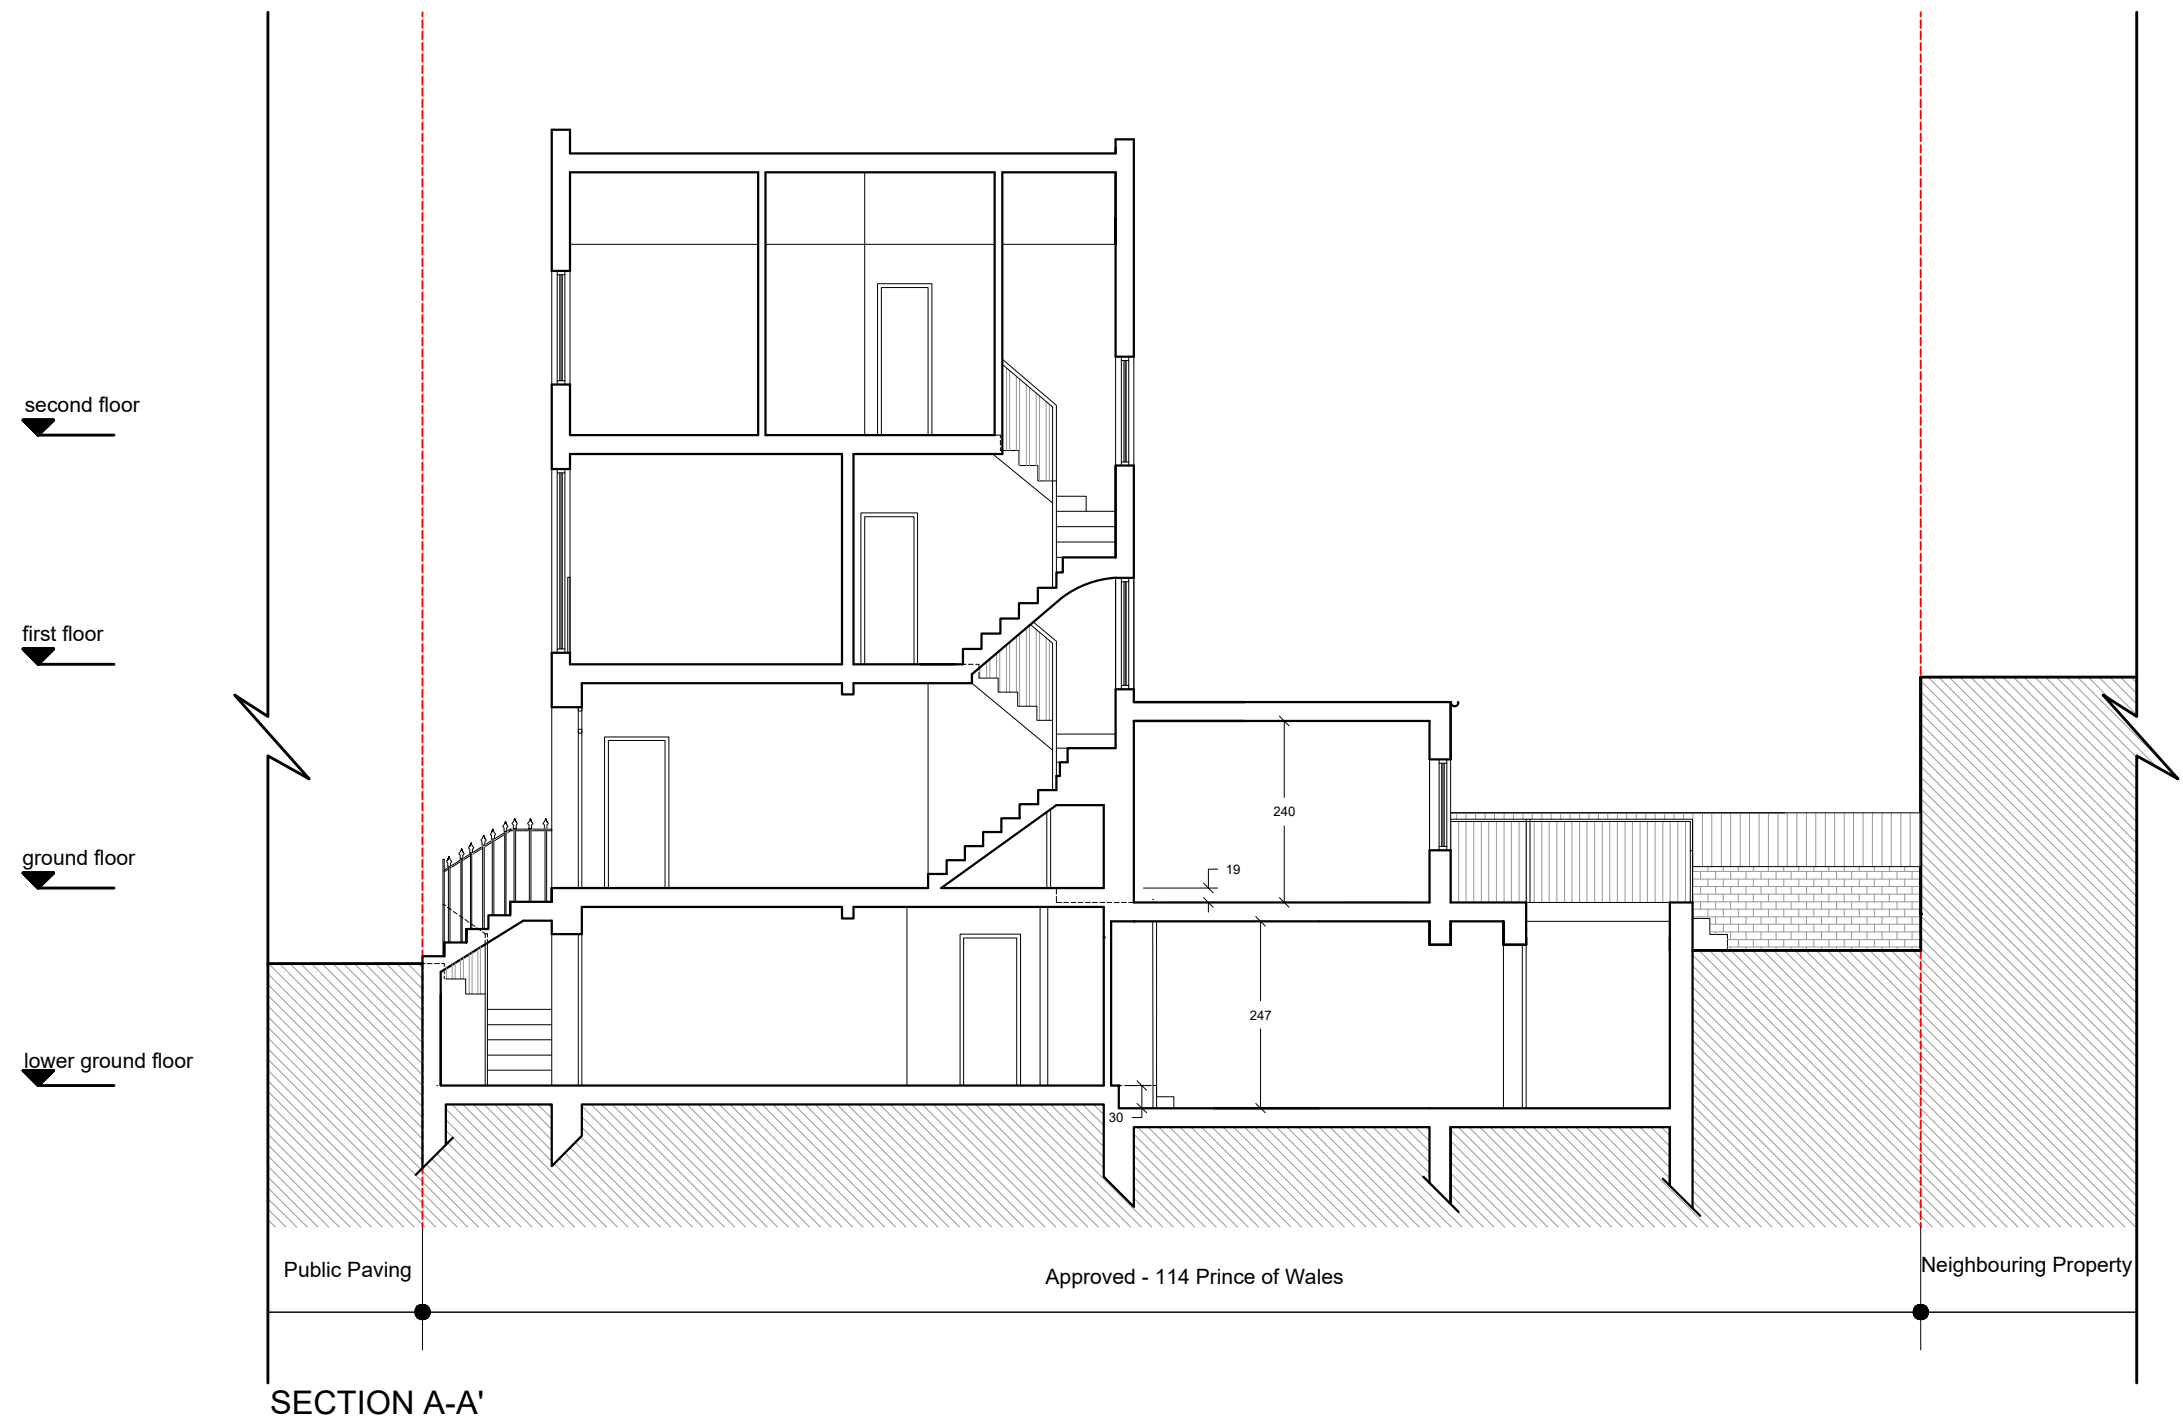 second floor
first floor
240
ground floor
19
247
lower ground floor
30
Public Paving
Approved - 114 Prince of Wales
Neighbouring Property
SECTION A-A'